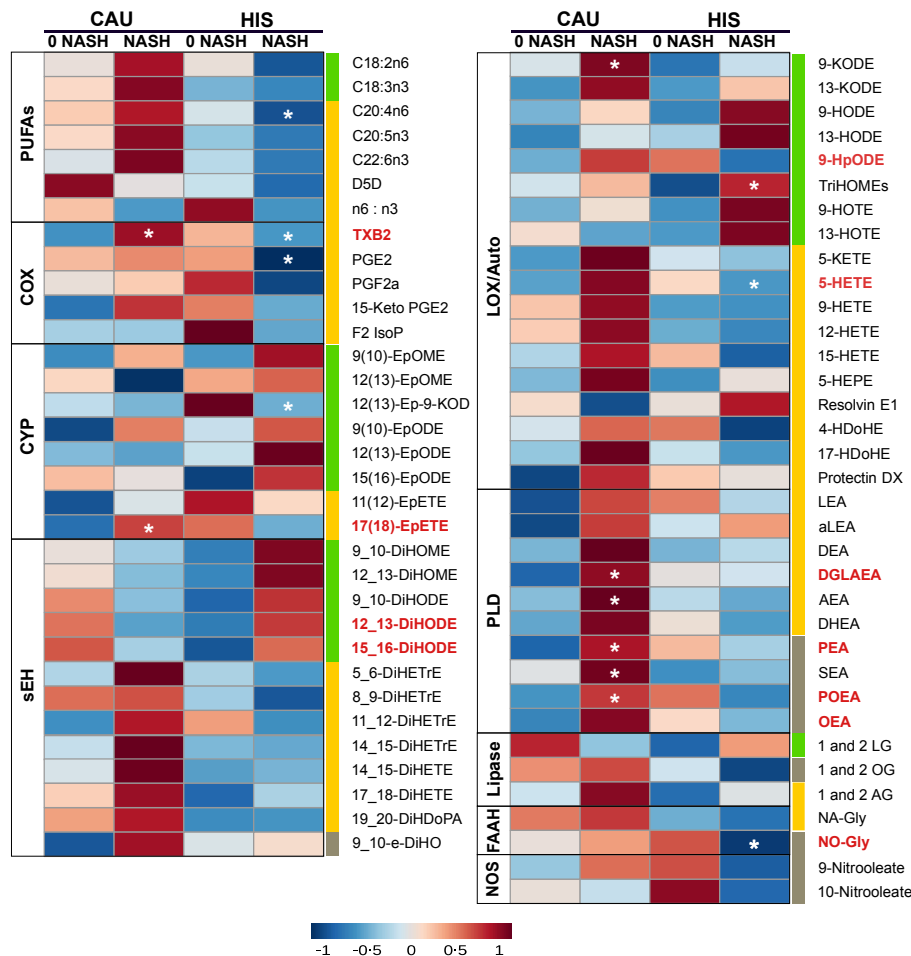 CAU HIS
0 NASH NASH 0 NASH NASH
PUFAs
C18:2n6
C18:3n3
C20:4n6
*
C20:5n3
C22:6n3
D5D
n6 : n3
COX
TXB2
* *
PGE2
*
PGF2a
15-Keto PGE2
F2 IsoP
CYP
9(10)-EpOME
12(13)-EpOME
12(13)-Ep-9-KOD
*
9(10)-EpODE
12(13)-EpODE
15(16)-EpODE
11(12)-EpETE
17(18)-EpETE
*
sEH
9_10-DiHOME
12_13-DiHOME
9_10-DiHODE
12_13-DiHODE
15_16-DiHODE
5_6-DiHETrE
8_9-DiHETrE
11_12-DiHETrE
14_15-DiHETrE
14_15-DiHETE
17_18-DiHETE
19_20-DiHDoPA
9_10-e-DiHO
CAU HIS
0 NASH NASH 0 NASH NASH
LOX/Auto
9-KODE
*
13-KODE
9-HODE
13-HODE
9-HpODE
TriHOMEs
*
9-HOTE
13-HOTE
5-KETE
5-HETE
*
9-HETE
12-HETE
15-HETE
5-HEPE
Resolvin E1
4-HDoHE
17-HDoHE
Protectin DX
PLD
LEA
aLEA
DEA
DGLAEA
*
AEA
*
DHEA
PEA
*
SEA
*
POEA
*
OEA
Lipase
1 and 2 LG
1 and 2 OG
1 and 2 AG
FAAH
NA-Gly
NO-Gly
*
NOS
9-Nitrooleate
10-Nitrooleate
-1 -0·5 0 0·5 1